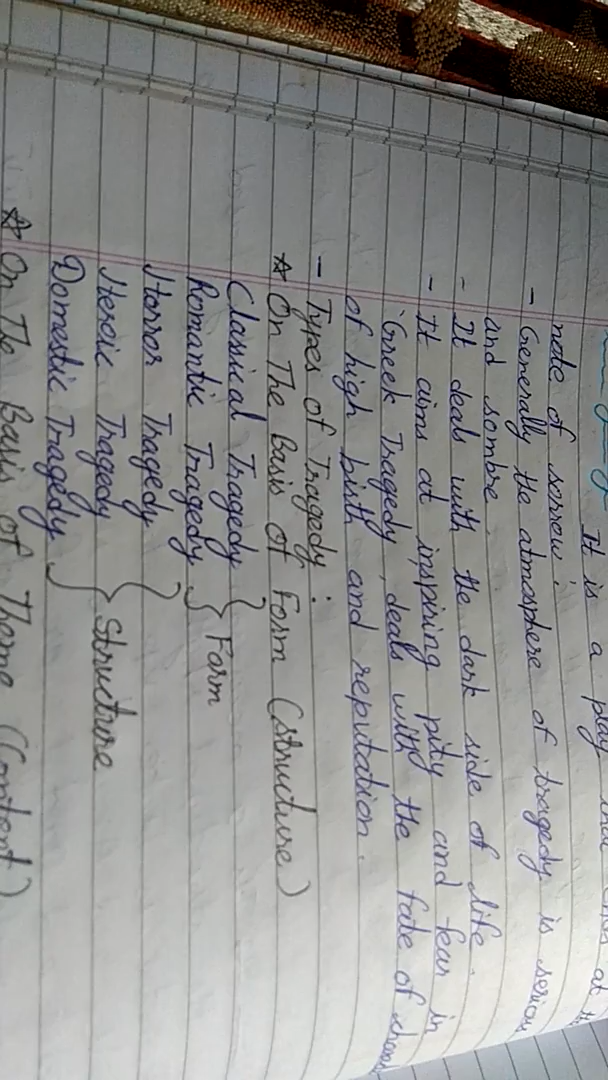 It is a play at
note of sorrow.
- Generally the atmosphere of tragedy is serious
and sombre.
- It deals with the dark side of life.
- It aims at inspiring pity and fear in
Greek Tragedy, deals with the fate of
of high birth and reputation.
- Types of Tragedy:
☆ On The Basis of Form (Structure)
Classical Tragedy
Romantic Tragedy } Form
Horror Tragedy
Heroic Tragedy } Structure
Domestic Tragedy
☆ On The Basis of Theme (Content)